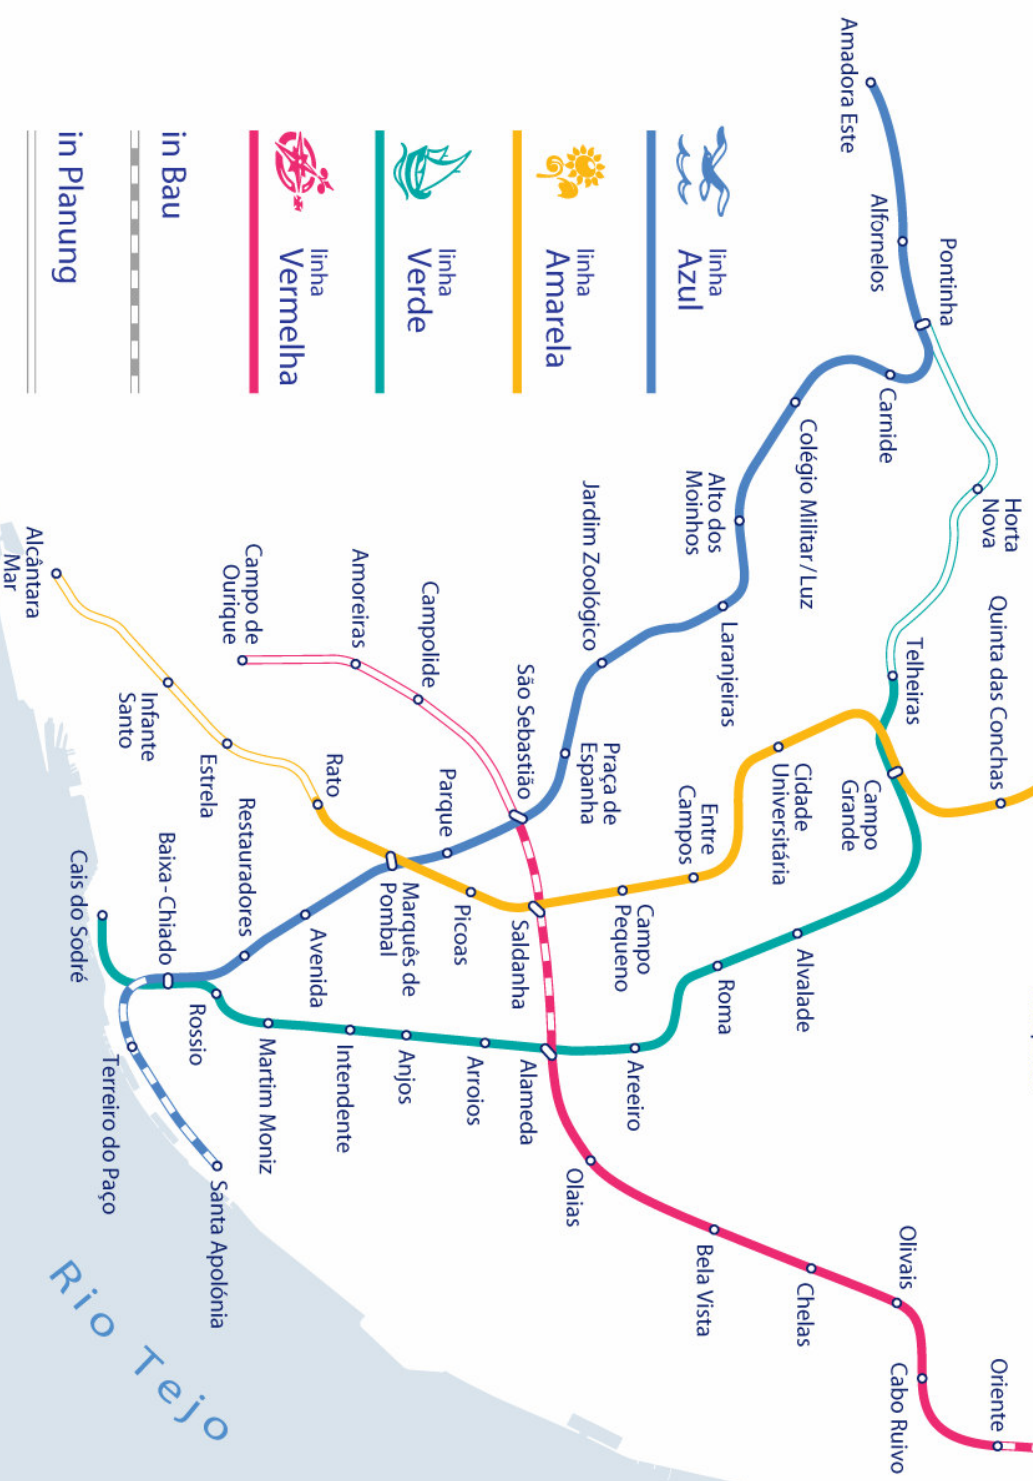 Amadora Este
Alfornelos
Pontinha
Carnide
Colégio Militar/Luz
Alto dos
Moinhos
Laranjeiras
Jardim Zoológico
Praça de
Espanha
São Sebastião
Parque
Marquês de
Pombal
Avenida
Restauradores
Baixa-Chiado
Terreiro do Paço
Santa Apolónia
Horta
Nova
Telheiras
Quinta das Conchas
Campo
Grande
Cidade
Universitária
Entre
Campos
Campo
Pequeno
Saldanha
Picoas
Rato
Estrela
Infante
Santo
Alcântara
Mar
Campo de
Ourique
Amoreiras
Campolide
Alvalade
Roma
Areeiro
Alameda
Arroios
Anjos
Intendente
Martim Moniz
Rossio
Cais do Sodré
Olaias
Bela Vista
Chelas
Olivais
Cabo Ruivo
Oriente
Rio Tejo
linha
Azul
linha
Amarela
linha
Verde
linha
Vermelha
in Bau
in Planung